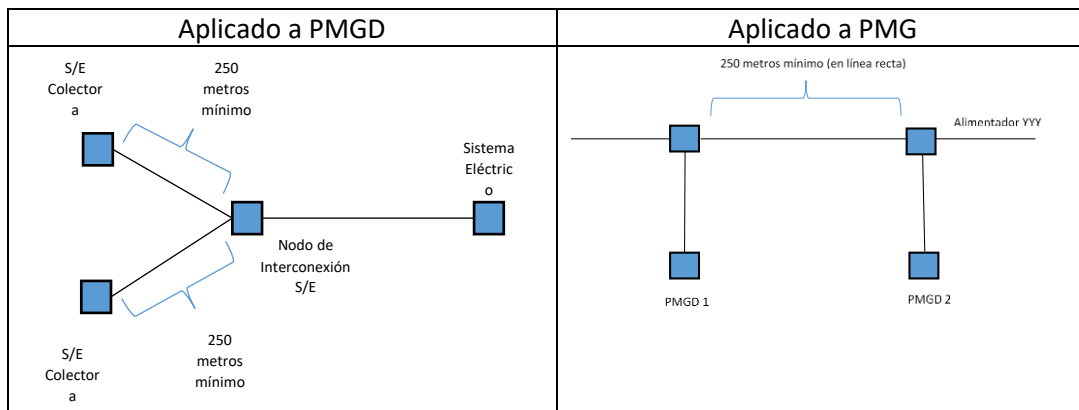 Aplicado a PMGD
Aplicado a PMG
S/E
Colector
a
250
metros
mínimo
Sistema
Eléctric
o
Nodo de
Interconexión
S/E
250
metros
mínimo
S/E
Colector
a
250 metros mínimo (en línea recta)
Alimentador YYY
PMGD 1
PMGD 2